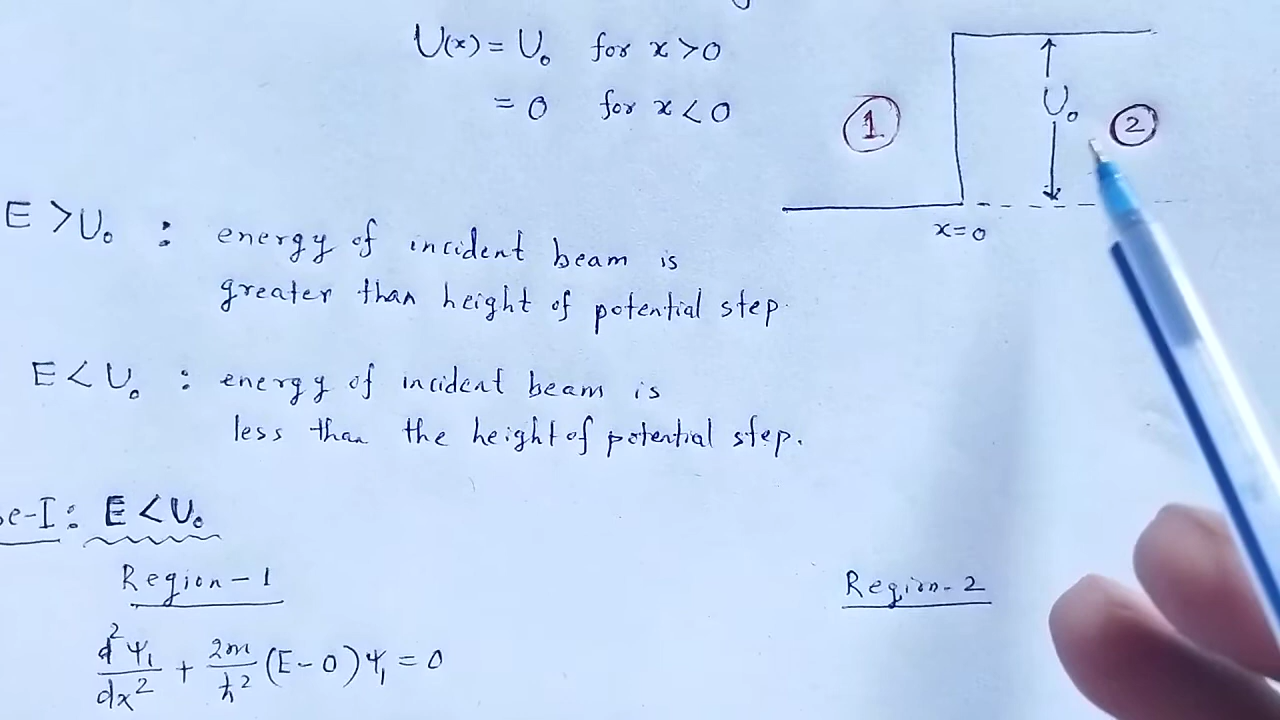 U(x) = U₀ for x > 0
= 0 for x < 0
U₀
1
2
x=0
E > U₀ : energy of incident beam is
greater than height of potential step.
E < U₀ : energy of incident beam is
less than the height of potential step.
se-I: E < U₀
Region-1
Region-2
d²ψ₁/dx² + 2m/ħ² (E-0)ψ₁ = 0